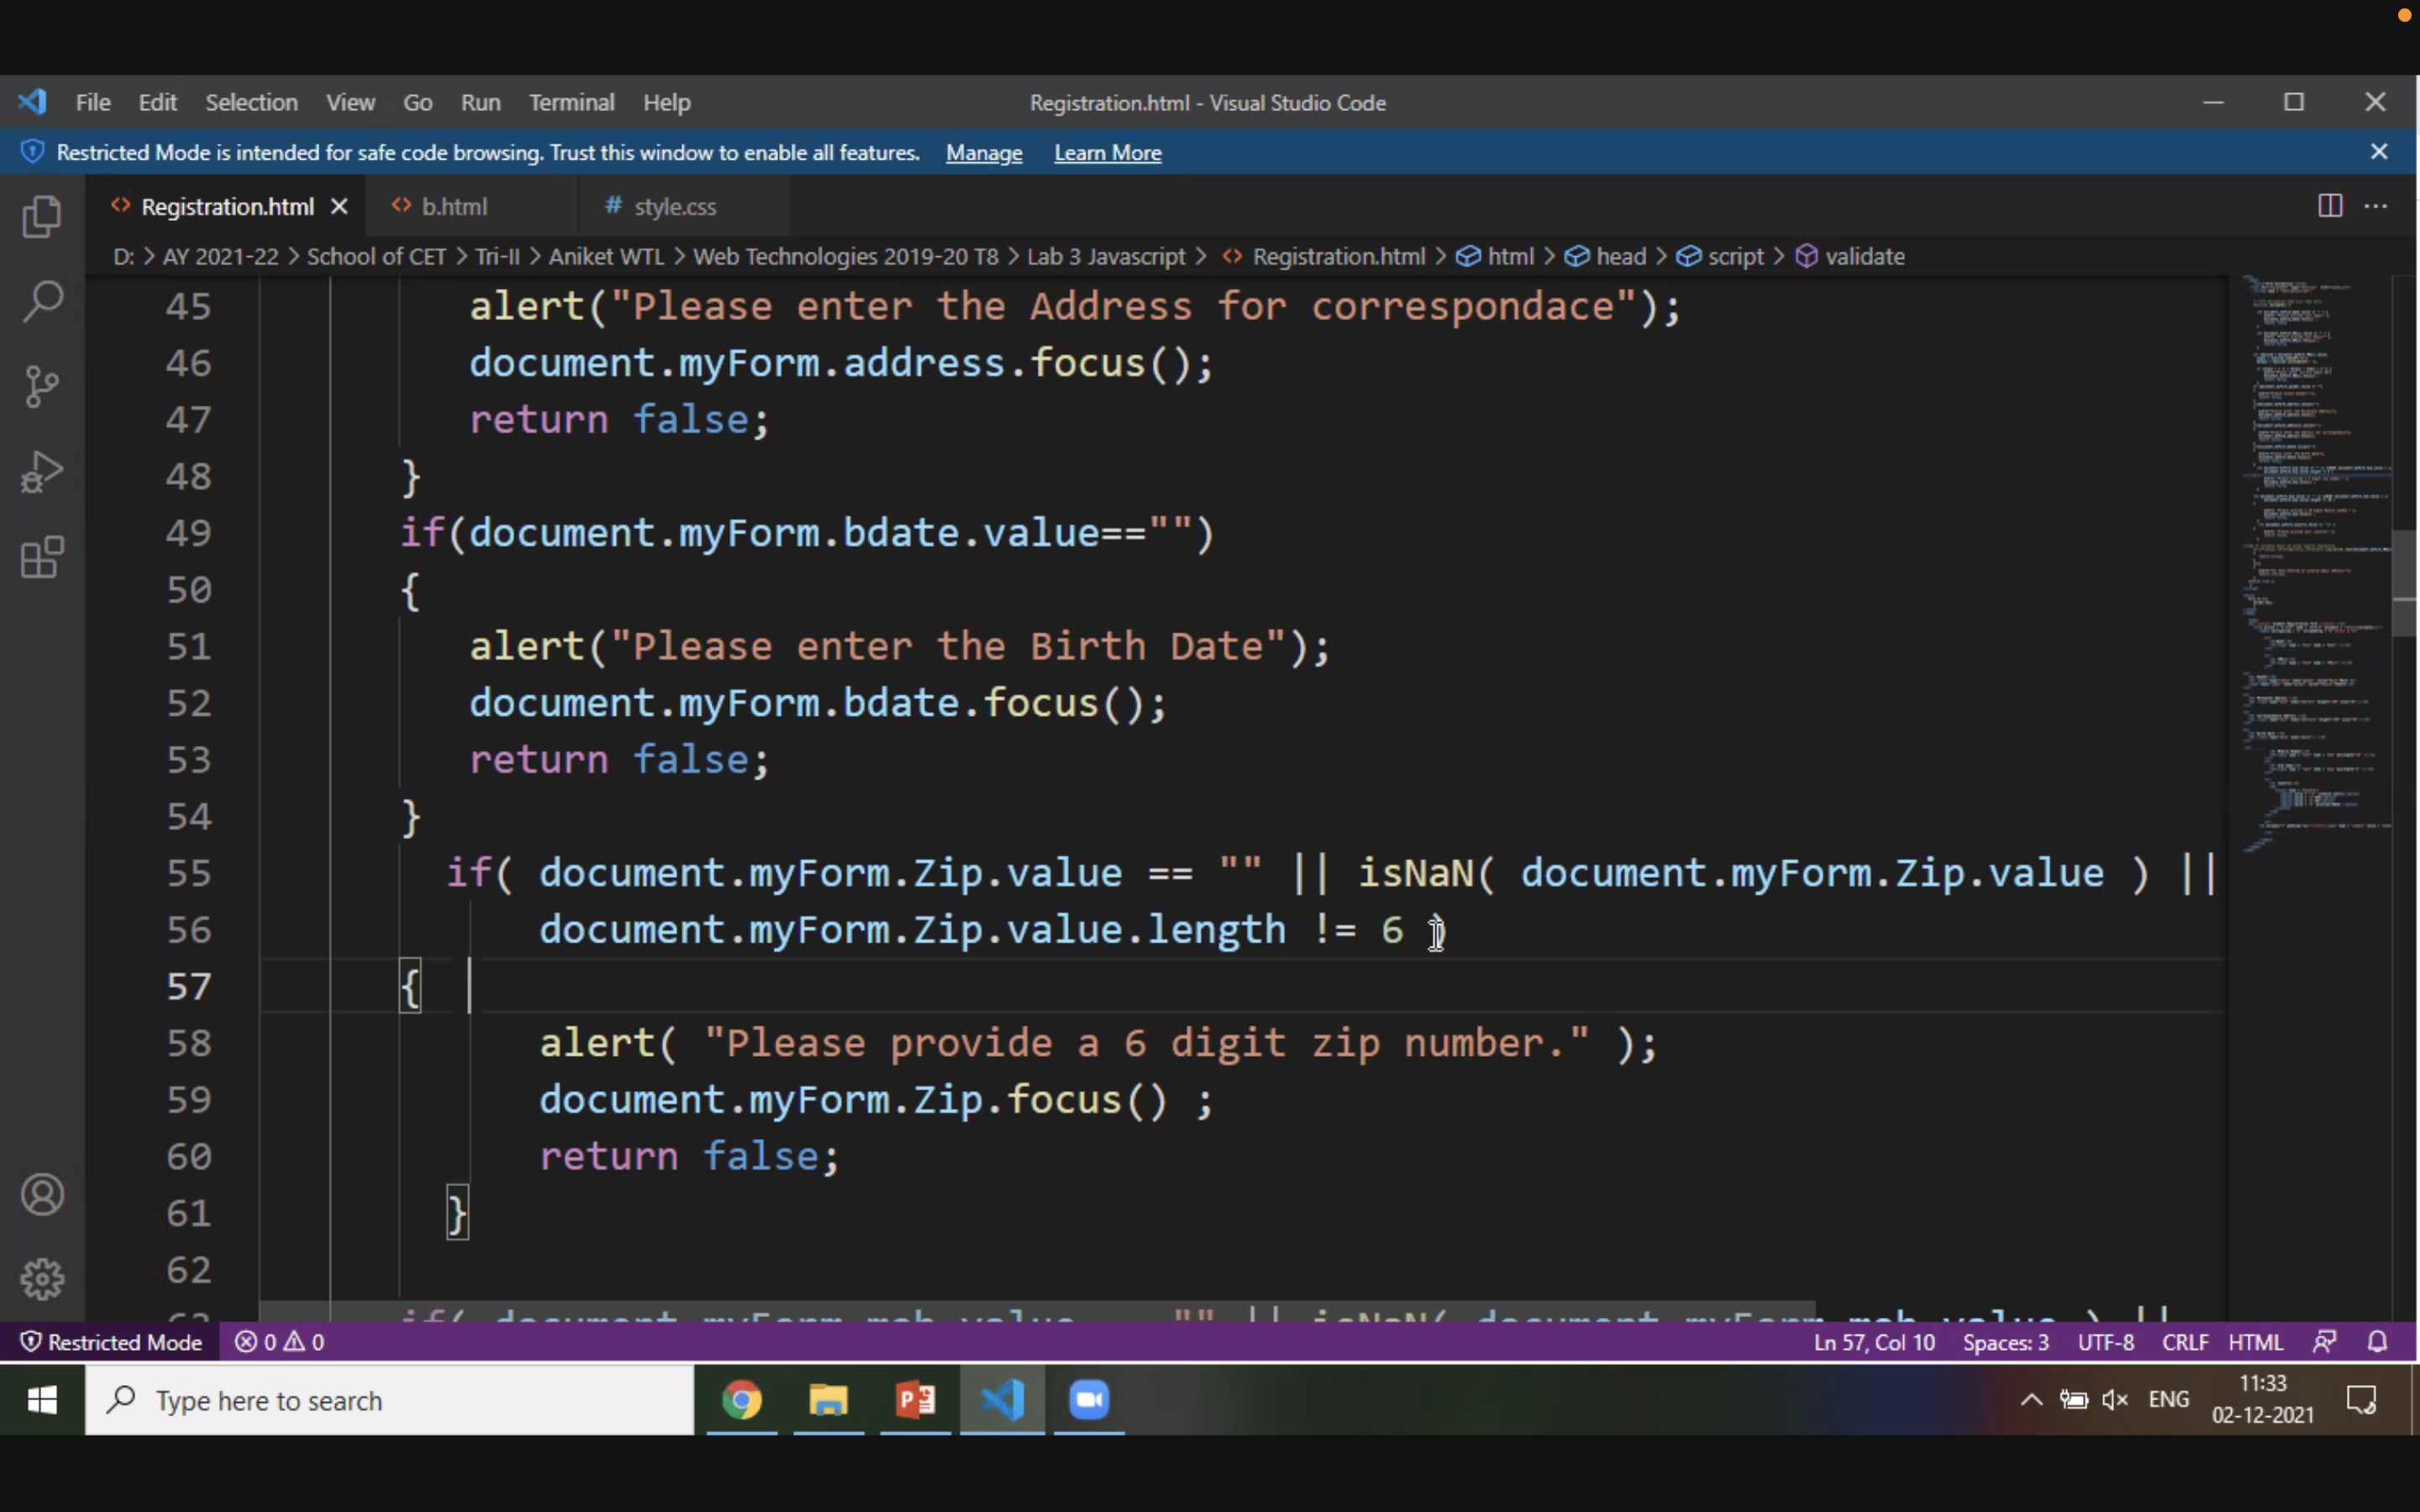 File Edit Selection View Go Run Terminal Help Registration.html - Visual Studio Code
Restricted Mode is intended for safe code browsing. Trust this window to enable all features. Manage Learn More
Registration.html b.html # style.css
D: > AY 2021-22 > School of CET > Tri-II > Aniket WTL > Web Technologies 2019-20 T8 > Lab 3 Javascript > Registration.html > html > head > script > validate
45 alert("Please enter the Address for correspondace");
46 document.myForm.address.focus();
47 return false;
48 }
49 if(document.myForm.bdate.value=="")
50 {
51 alert("Please enter the Birth Date");
52 document.myForm.bdate.focus();
53 return false;
54 }
55 if( document.myForm.Zip.value == "" || isNaN( document.myForm.Zip.value ) ||
56 document.myForm.Zip.value.length != 6 )
57 {
58 alert( "Please provide a 6 digit zip number." );
59 document.myForm.Zip.focus() ;
60 return false;
61 }
62
Restricted Mode 0 0 Ln 57, Col 10 Spaces: 3 UTF-8 CRLF HTML
Type here to search ENG 11:33
02-12-2021